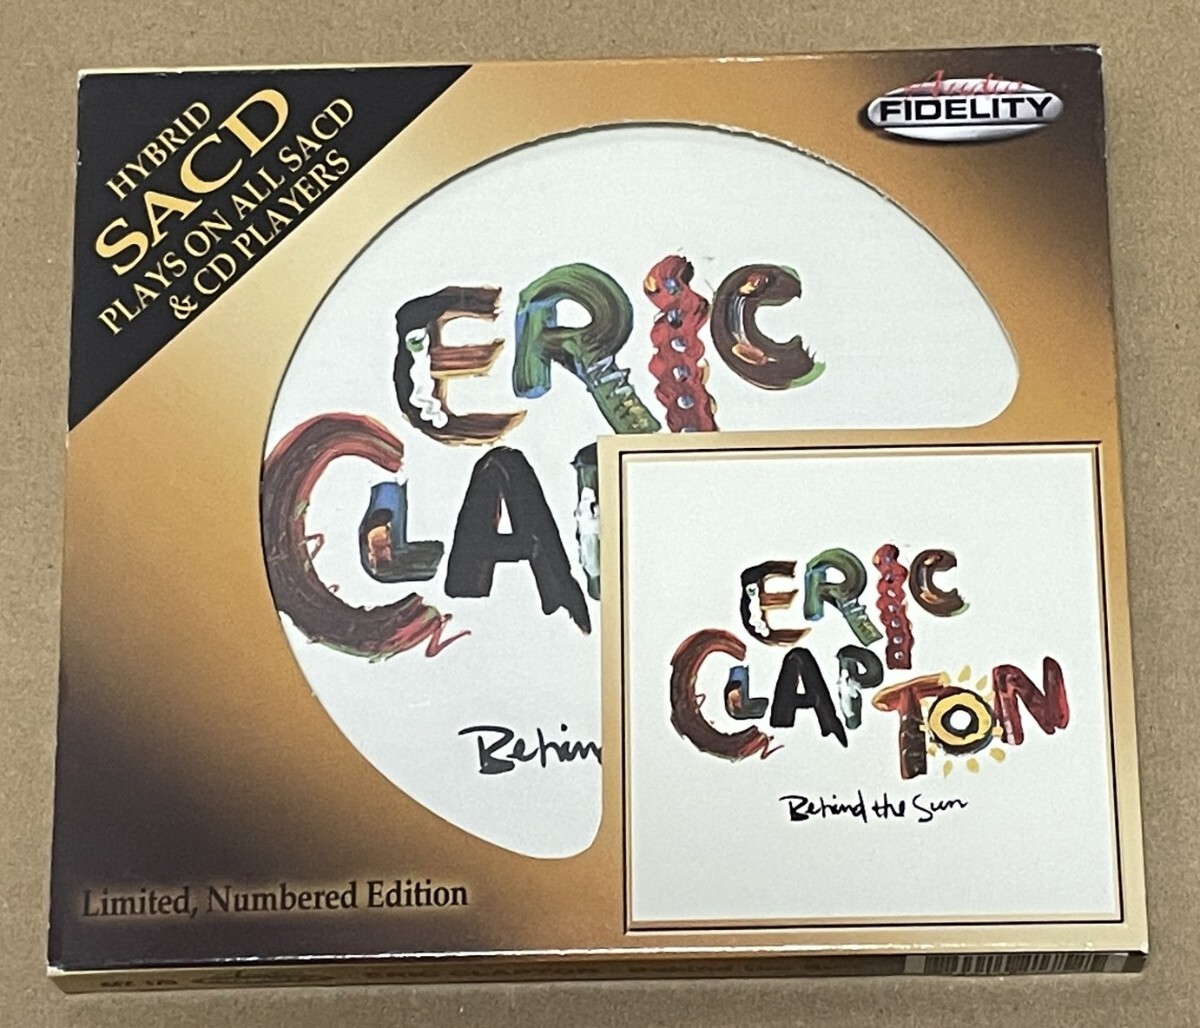 HYBRID
SACD
PLAYS ON ALL SACD
& CD PLAYERS
Audio
FIDELITY
ERIC
CLAP
Behin
ERIC
CLAPTON
Behind the Sun
Limited, Numbered Edition